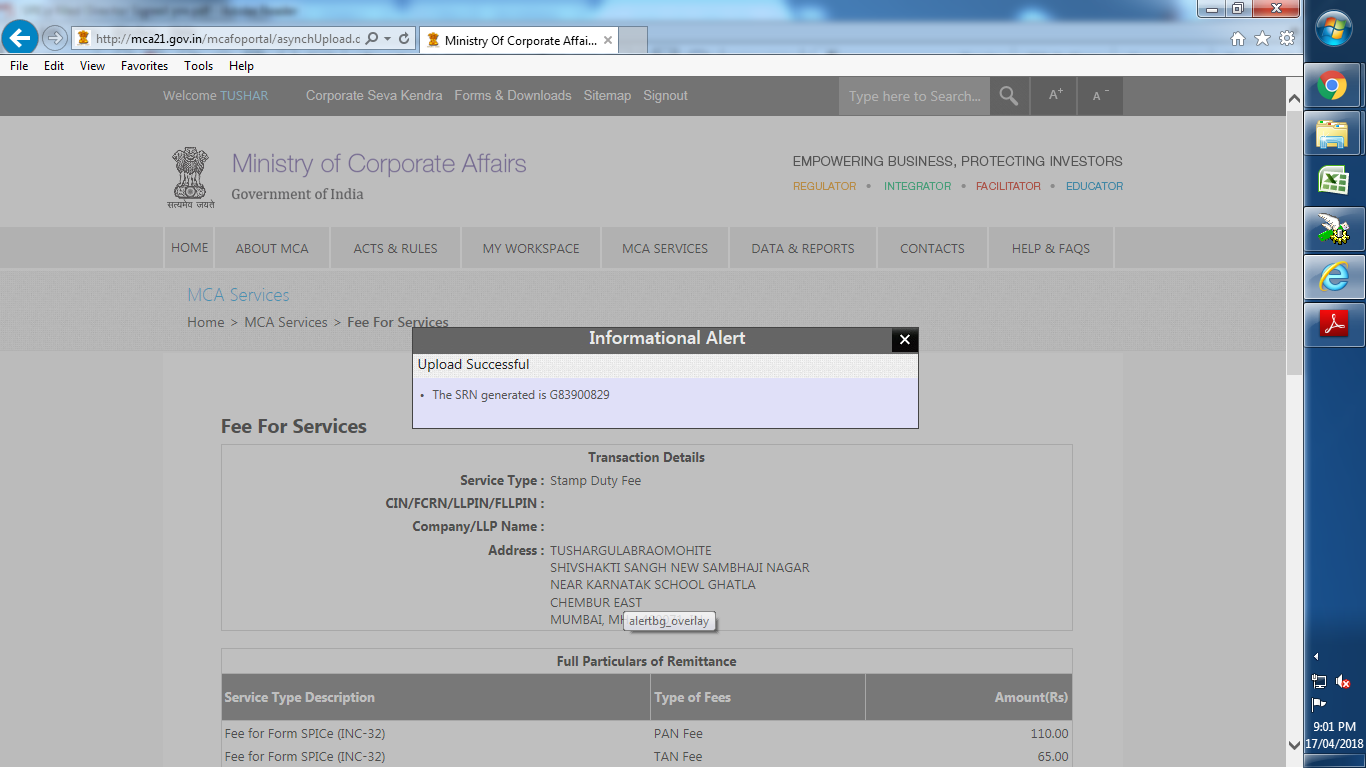 http://mca21.gov.in/mcafoportal/asynchUpload.c
Ministry Of Corporate Affai...
File Edit View Favorites Tools Help
Welcome TUSHAR Corporate Seva Kendra Forms & Downloads Sitemap Signout
Type here to Search... A+ A-
Ministry of Corporate Affairs
Government of India
सत्यमेव जयते
EMPOWERING BUSINESS, PROTECTING INVESTORS
REGULATOR • INTEGRATOR • FACILITATOR • EDUCATOR
HOME ABOUT MCA ACTS & RULES MY WORKSPACE MCA SERVICES DATA & REPORTS CONTACTS HELP & FAQS
MCA Services
Home > MCA Services > Fee For Services
Informational Alert
Upload Successful
• The SRN generated is G83900829
Fee For Services
Transaction Details
Service Type : Stamp Duty Fee
CIN/FCRN/LLPIN/FLLPIN :
Company/LLP Name :
Address : TUSHARGULABRAOMOHITE
SHIVSHAKTI SANGH NEW SAMBHAJI NAGAR
NEAR KARNATAK SCHOOL GHATLA
CHEMBUR EAST
MUMBAI,
alertbg_overlay
Full Particulars of Remittance
Service Type Description Type of Fees Amount(Rs)
Fee for Form SPICe (INC-32) PAN Fee 110.00
Fee for Form SPICe (INC-32) TAN Fee 65.00
9:01 PM
17/04/2018